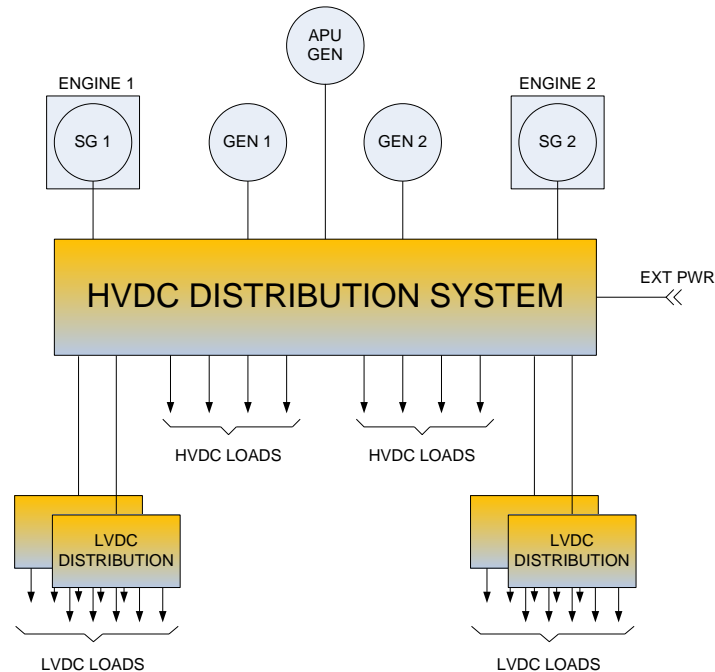 APU
GEN
ENGINE 1
ENGINE 2
SG 1
GEN 1
GEN 2
SG 2
EXT PWR
HVDC DISTRIBUTION SYSTEM
HVDC LOADS
HVDC LOADS
LVDC
DISTRIBUTION
LVDC
DISTRIBUTION
LVDC LOADS
LVDC LOADS